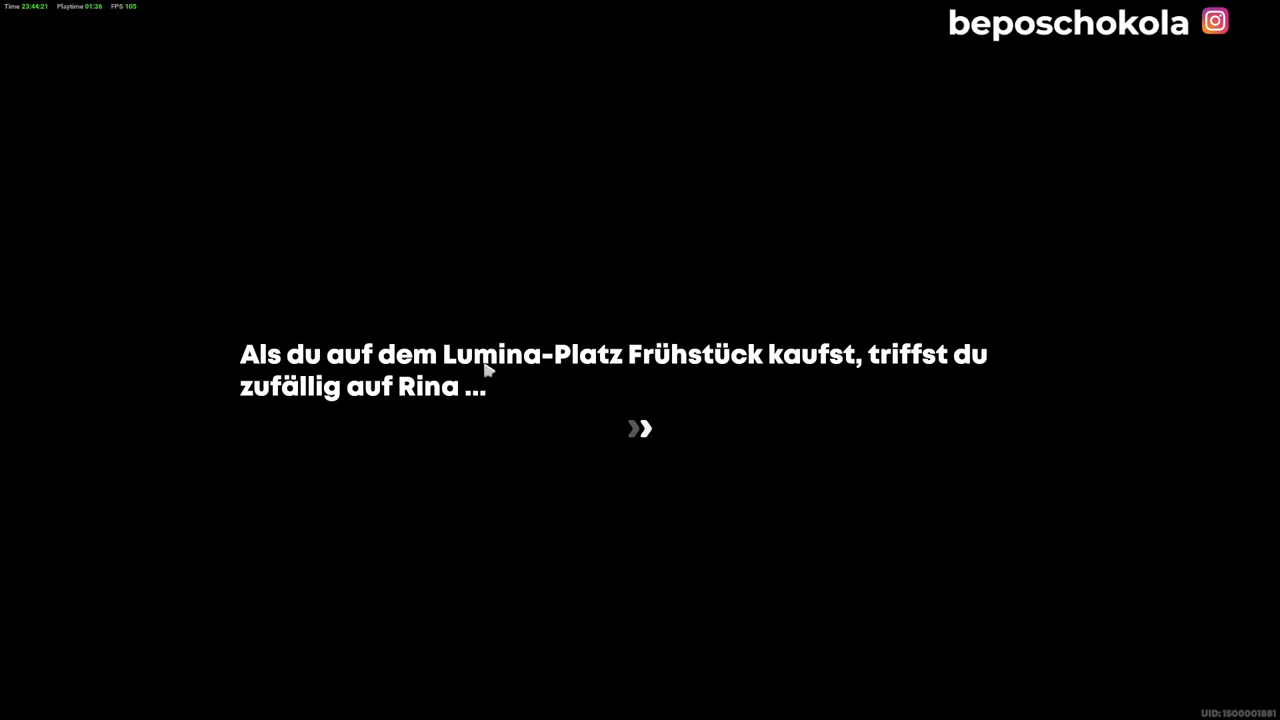 Time 23:44:21 Playtime 01:36 FPS 105
beposchokola
Als du auf dem Lumina-Platz Frühstück kaufst, triffst du
zufällig auf Rina ...
UID: 1500001881